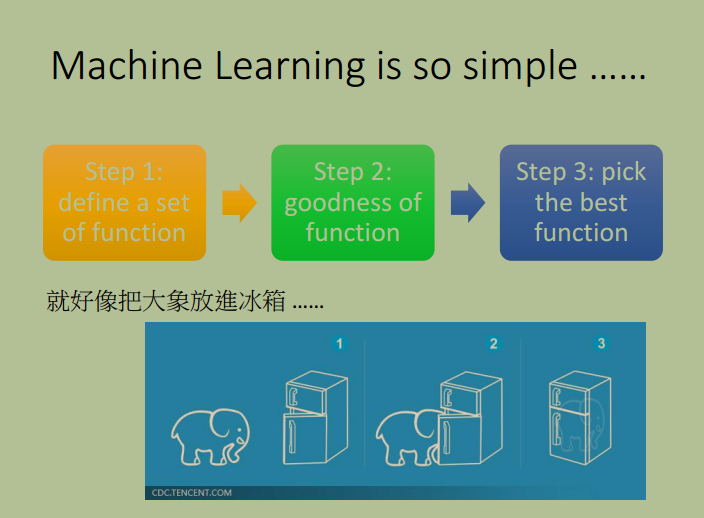 Machine Learning is so simple ……
Step 1:
define a set
of function
Step 2:
goodness of
function
Step 3: pick
the best
function
就好像把大象放進冰箱 ……
1
2
3
CDC.TENCENT.COM